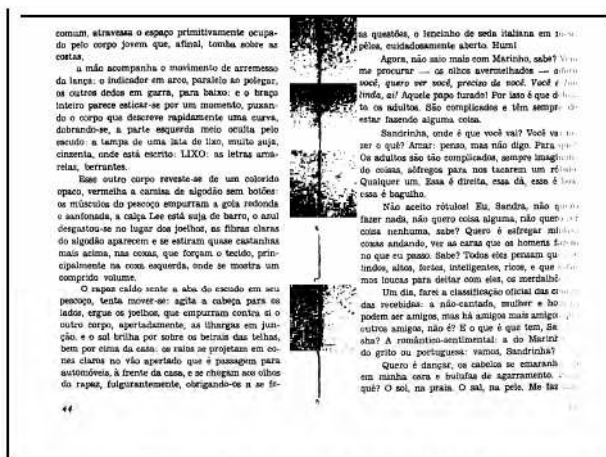 comum, atravessa o espaço primitivamente ocupa-
do pelo corpo jovem que, afinal, tomba sobre as
costas,
a mão acompanha o movimento de arremesso
da lança: o indicador em arco, paralelo ao polegar,
os outros dedos em garra, para baixo: e o braço
inteiro parece esticar-se por um momento, puxan-
do o corpo que descreve rapidamente uma curva,
dobrando-se, a parte esquerda meio oculta pelo
escudo: a tampa de uma lata de lixo, muito suja,
cinzenta, onde está escrito: LIXO: as letras ama-
relas, berrantes.
Esse outro corpo reveste-se de um colorido
opaco, vermelha a camisa de algodão sem botões:
os músculos do pescoço empurram a gola redonda
e sanfonada, a calça Lee está suja de barro, o azul
desgastou-se no lugar dos joelhos, as fibras claras
do algodão aparecem e se estiram quase castanhas
mais acima, nas coxas, que forçam o tecido, prin-
cipalmente na coxa esquerda, onde se mostra um
comprido volume.
O rapaz caído sente a aba do escudo em seu
pescoço, tenta mover-se: agita a cabeça para os
lados, ergue os joelhos, que empurram contra si o
outro corpo, apertadamente, as ilhargas em jun-
ção, e o sol brilha por sobre os beirais das telhas,
bem por cima da casa: os raios se projetam em co-
nes claros no vão apertado que é passagem para
automóveis, à frente da casa, e se chegam aos olhos
do rapaz, fulgurantemente, obrigando-os a se fe-
44
as questões, o lencinho de seda italiana em
pêlos, cuidadosamente aberto. Hum!
Agora, não saio mais com Marinho, sabe?
me procurar — os olhos avermelhados —
você, quero ver você, preciso de você. Você é
linda, ai! Aquele papo furado! Por isso é que
ta os adultos. São complicados e têm sempre
estar fazendo alguma coisa.
Sandrinha, onde é que você vai? Você
zer o quê? Amar: penso, mas não digo. Para
Os adultos são tão complicados, sempre
do coisas, sôfregos para nos tacarem um
Qualquer um. Essa é direita, essa dá, esse é
essa é bagulho.
Não aceito rótulos! Eu, Sandra, não
fazer nada, não quero coisa alguma, não
coisa nenhuma, sabe? Quero é esfregar
coxas andando, ver as caras que os homens
no que eu passo. Sabe? Todos eles pensam
lindos, altos, fortes, inteligentes, ricos, e que
mos loucas para deitar com eles, os
Um dia, farei a classificação oficial das
das recebidas: a não-cantada, mulher e
podem ser amigos, mas há amigos mais
outros amigos, não é? E o que é que tem,
sha? A romântico-sentimental: a do
do grito ou portuguesa: vamos, Sandrinha?
Quero é dançar, os cabelos se
em minha cara e bulufas de agarramento.
quê? O sol, na praia. O sal, na pele. Me